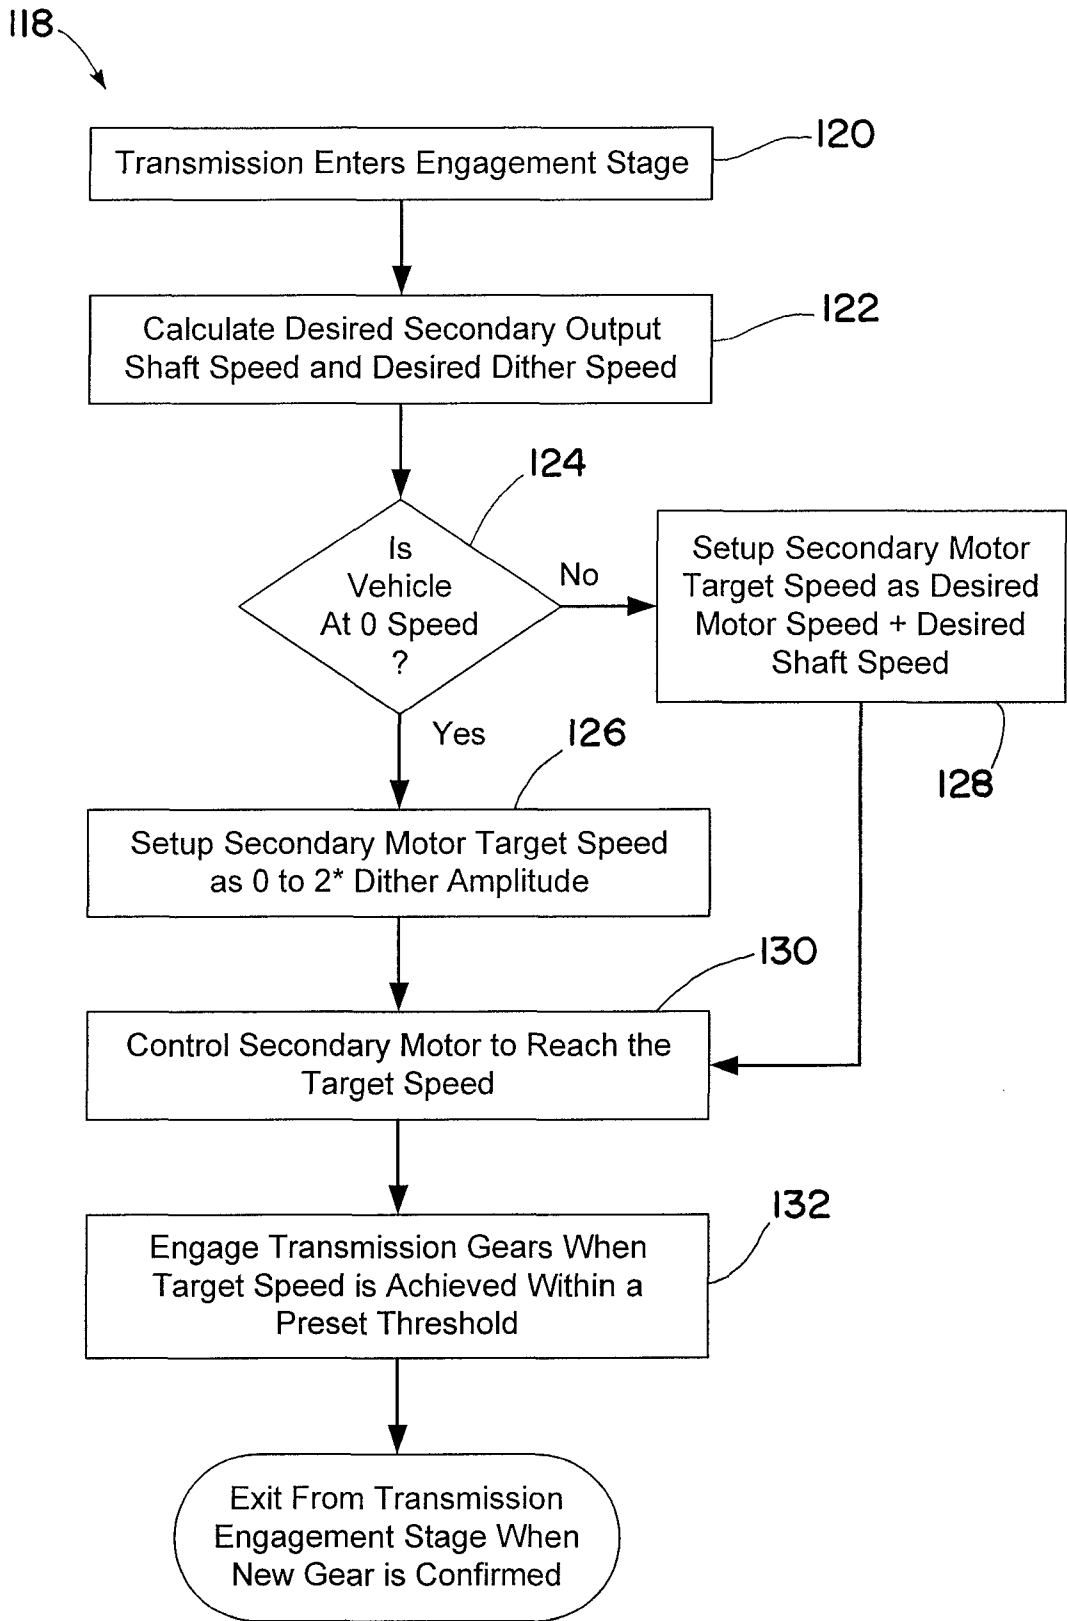 118
Transmission Enters Engagement Stage
120
Calculate Desired Secondary Output
Shaft Speed and Desired Dither Speed
122
124
Is
Vehicle
At 0 Speed
?
No
Setup Secondary Motor
Target Speed as Desired
Motor Speed + Desired
Shaft Speed
128
Yes
126
Setup Secondary Motor Target Speed
as 0 to 2* Dither Amplitude
130
Control Secondary Motor to Reach the
Target Speed
132
Engage Transmission Gears When
Target Speed is Achieved Within a
Preset Threshold
Exit From Transmission
Engagement Stage When
New Gear is Confirmed